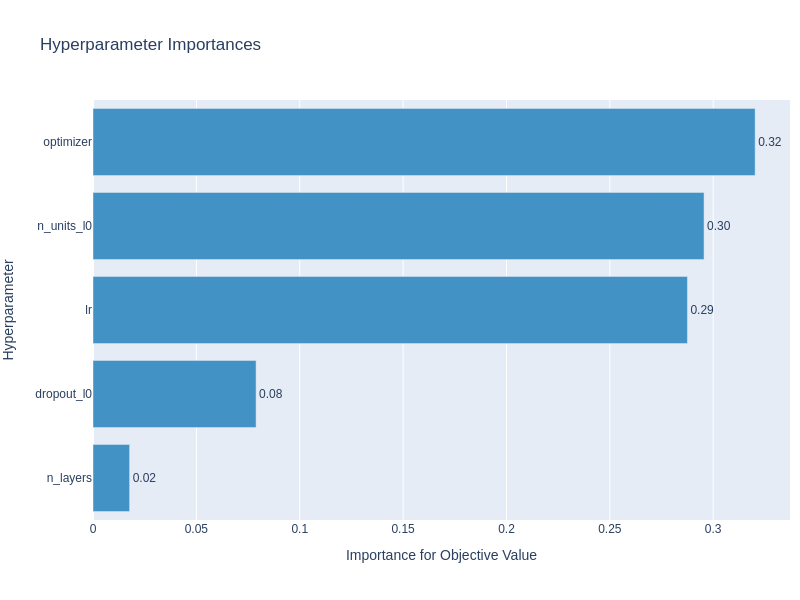 Hyperparameter Importances
optimizer 0.32
n_units_l0 0.30
lr 0.29
dropout_l0 0.08
n_layers 0.02
0 0.05 0.1 0.15 0.2 0.25 0.3
Importance for Objective Value
Hyperparameter